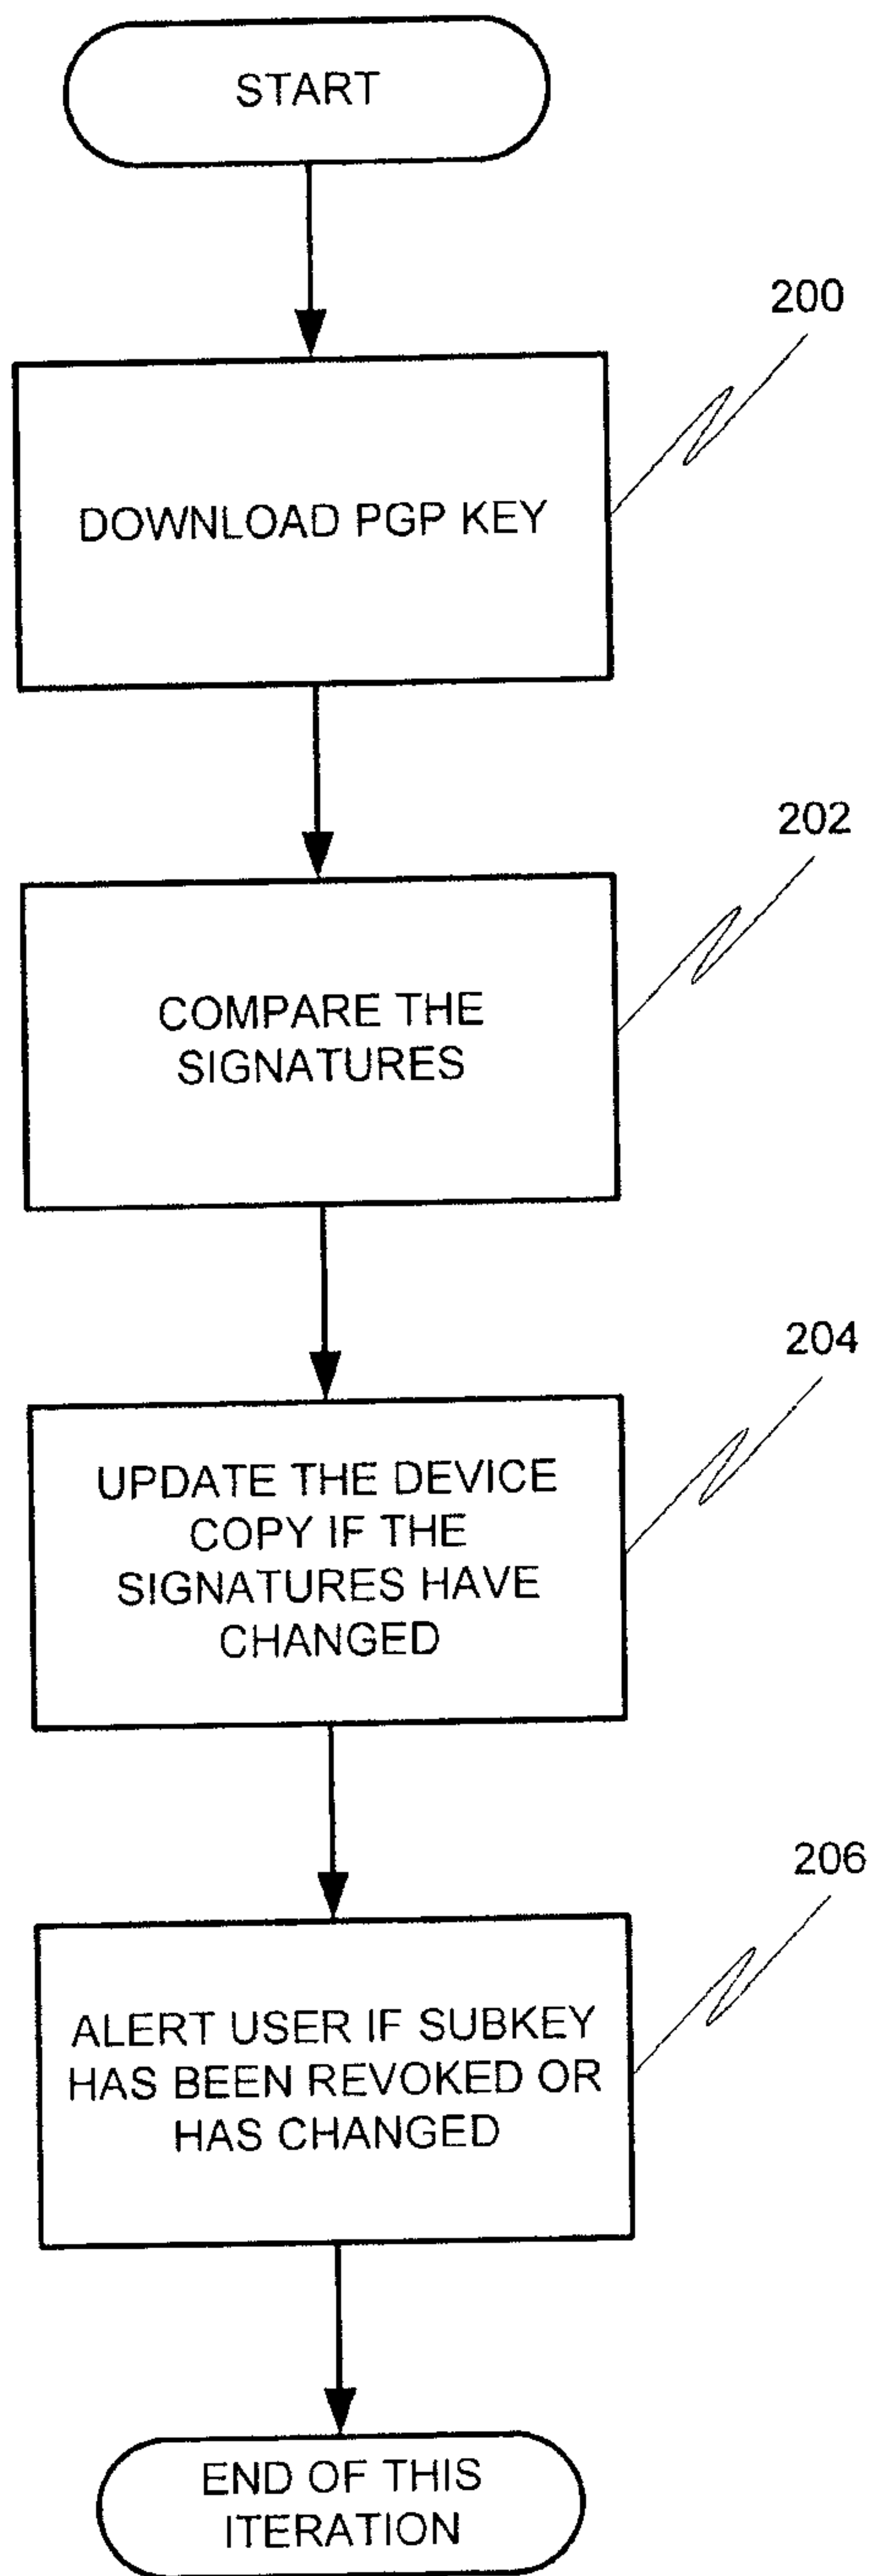 START
200
DOWNLOAD PGP KEY
202
COMPARE THE
SIGNATURES
204
UPDATE THE DEVICE
COPY IF THE
SIGNATURES HAVE
CHANGED
206
ALERT USER IF SUBKEY
HAS BEEN REVOKED OR
HAS CHANGED
END OF THIS
ITERATION